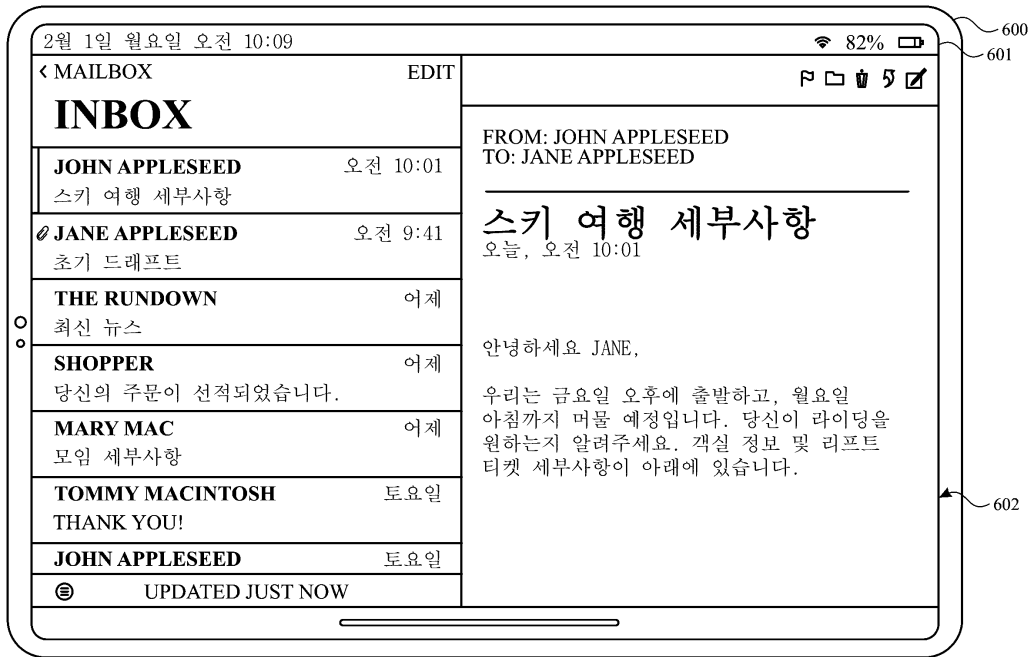 2월 1일 월요일 오전 10:09
82%
600
601
< MAILBOX
EDIT
INBOX
JOHN APPLESEED
오전 10:01
스키 여행 세부사항
JANE APPLESEED
오전 9:41
초기 드래프트
THE RUNDOWN
어제
최신 뉴스
SHOPPER
어제
당신의 주문이 선적되었습니다.
MARY MAC
어제
모임 세부사항
TOMMY MACINTOSH
토요일
THANK YOU!
JOHN APPLESEED
토요일
UPDATED JUST NOW
FROM: JOHN APPLESEED
TO: JANE APPLESEED
스키 여행 세부사항
오늘, 오전 10:01
안녕하세요 JANE,
우리는 금요일 오후에 출발하고, 월요일
아침까지 머물 예정입니다. 당신이 라이딩을
원하는지 알려주세요. 객실 정보 및 리프트
티켓 세부사항이 아래에 있습니다.
602